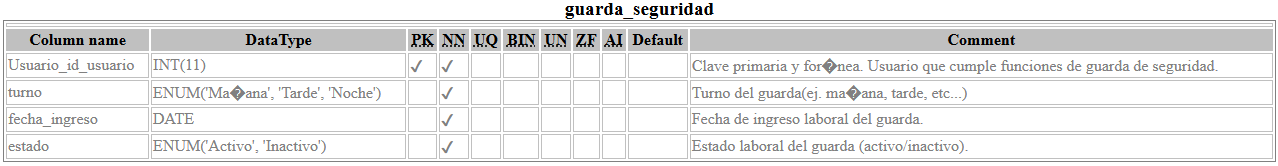 guarda_seguridad
Column name DataType PK NN UQ BIN UN ZF AI Default Comment
Usuario_id_usuario INT(11) ✓ ✓ Clave primaria y for�nea. Usuario que cumple funciones de guarda de seguridad.
turno ENUM('Ma�ana', 'Tarde', 'Noche') ✓ Turno del guarda(ej. ma�ana, tarde, etc...)
fecha_ingreso DATE ✓ Fecha de ingreso laboral del guarda.
estado ENUM('Activo', 'Inactivo') ✓ Estado laboral del guarda (activo/inactivo).